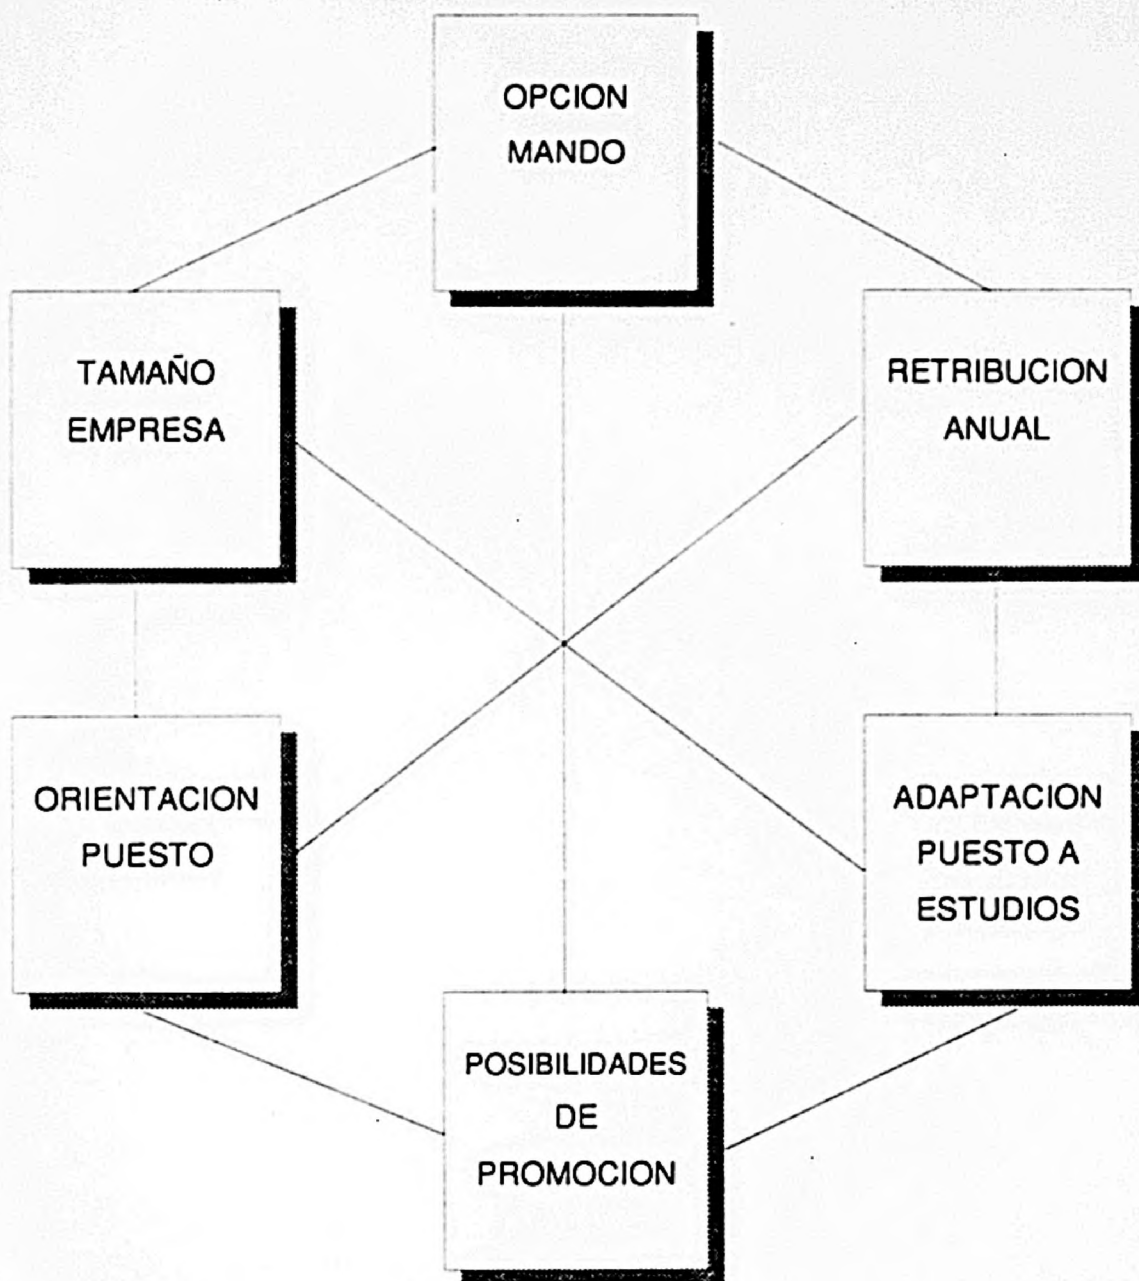 OPCION
MANDO
TAMAÑO
EMPRESA
RETRIBUCION
ANUAL
ORIENTACION
PUESTO
ADAPTACION
PUESTO A
ESTUDIOS
POSIBILIDADES
DE
PROMOCION